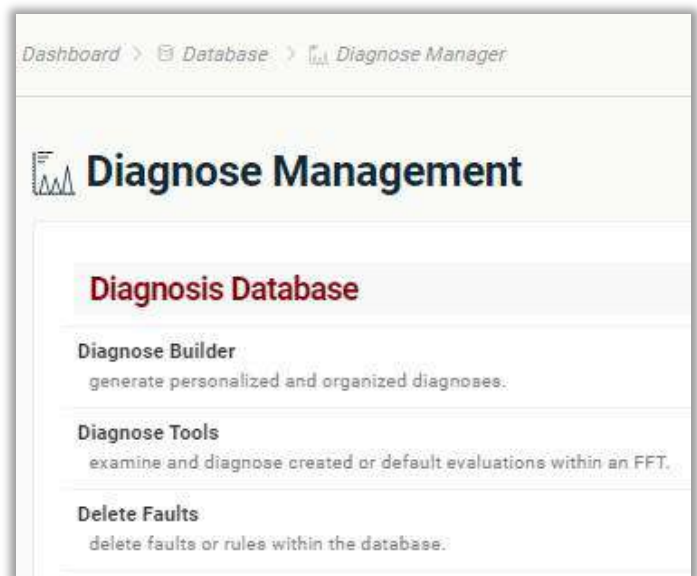 Dashboard > Database > Diagnose Manager
Diagnose Management
Diagnosis Database
Diagnose Builder
generate personalized and organized diagnoses.
Diagnose Tools
examine and diagnose created or default evaluations within an FFT.
Delete Faults
delete faults or rules within the database.